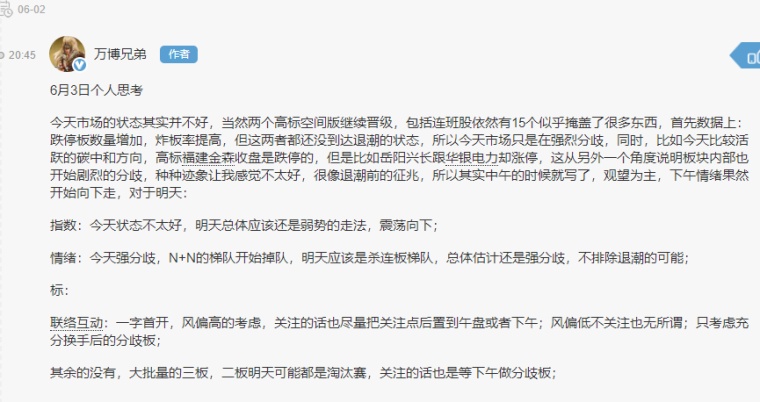 06-02
20:45 万博兄弟 作者
6月3日个人思考
今天市场的状态其实并不好，当然两个高标空间版继续晋级，包括连班股依然有15个似乎掩盖了很多东西，首先数据上：
跌停板数量增加，炸板率提高，但这两者都还没到达退潮的状态，所以今天市场只是在强烈分歧，同时，比如今天比较活
跃的碳中和方向，高标福建金森收盘是跌停的，但是比如岳阳兴长跟华银电力却涨停，这从另外一个角度说明板块内部也
开始剧烈的分歧，种种迹象让我感觉不太好，很像退潮前的征兆，所以其实中午的时候就写了，观望为主，下午情绪果然
开始向下走，对于明天：
指数：今天状态不太好，明天总体应该还是弱势的走法，震荡向下；
情绪：今天强分歧，N+N的梯队开始掉队，明天应该是杀连板梯队，总体估计还是强分歧，不排除退潮的可能；
标：
联络互动：一字首开，风偏高的考虑，关注的话也尽量把关注点后置到午盘或者下午；风偏低不关注也无所谓；只考虑充
分换手后的分歧板；
其余的没有，大批量的三板，二板明天可能都是淘汰赛，关注的话也是等下午做分歧板；